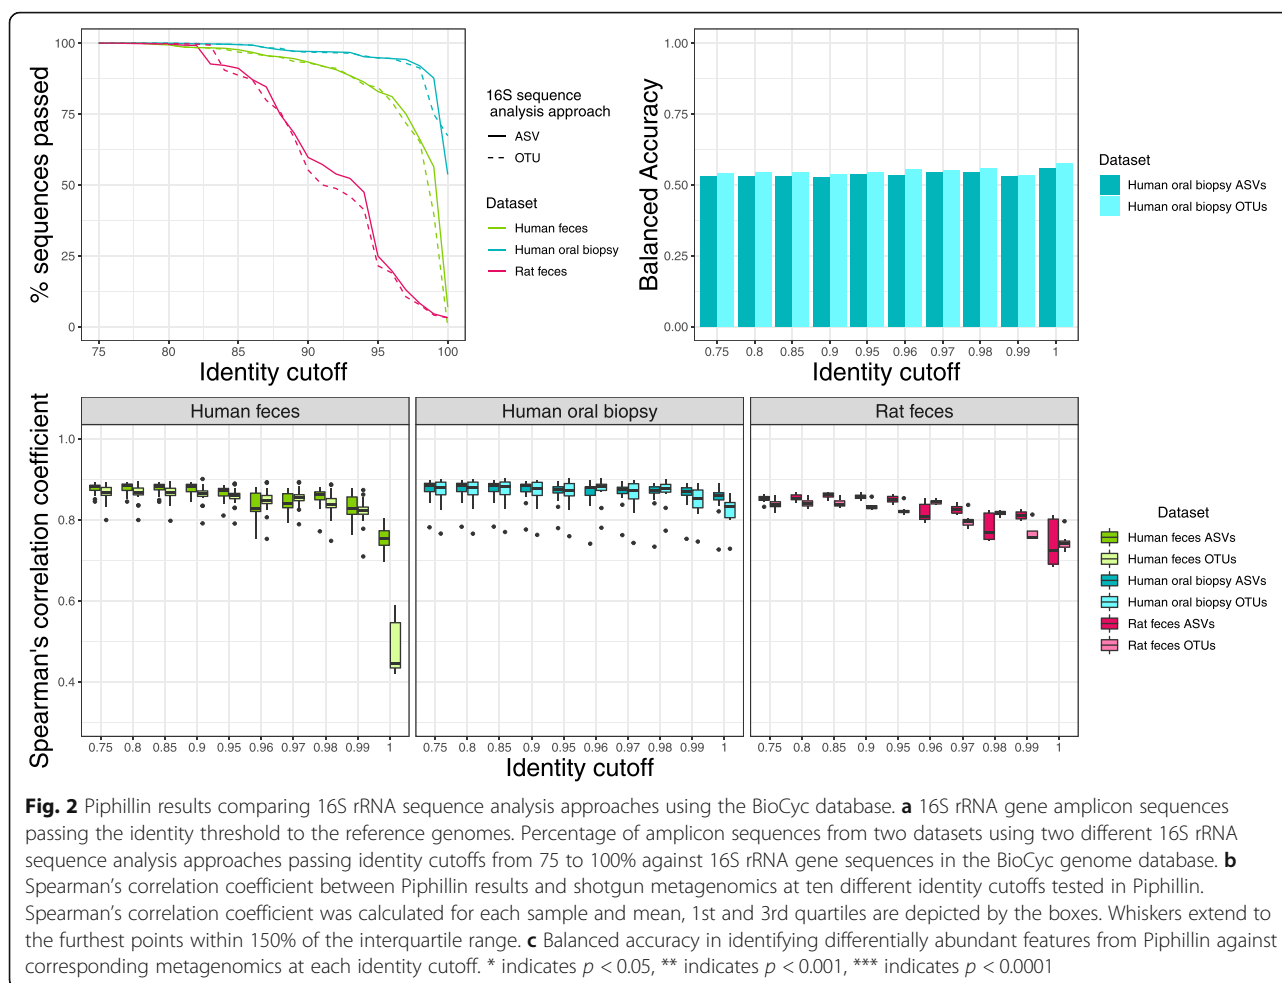 % sequences passed
100
75
50
25
0
75 80 85 90 95 100
Identity cutoff
16S sequence
analysis approach
ASV
OTU
Dataset
Human feces
Human oral biopsy
Rat feces
Balanced Accuracy
1.00
0.75
0.50
0.25
0.00
0.75 0.8 0.85 0.9 0.95 0.96 0.97 0.98 0.99 1
Identity cutoff
Dataset
Human oral biopsy ASVs
Human oral biopsy OTUs
Spearman's correlation coefficient
Human feces Human oral biopsy Rat feces
1.0
0.8
0.6
0.4
0.75 0.8 0.85 0.9 0.95 0.96 0.97 0.98 0.99 1 0.75 0.8 0.85 0.9 0.95 0.96 0.97 0.98 0.99 1 0.75 0.8 0.85 0.9 0.95 0.96 0.97 0.98 0.99 1
Identity cutoff
Dataset
Human feces ASVs
Human feces OTUs
Human oral biopsy ASVs
Human oral biopsy OTUs
Rat feces ASVs
Rat feces OTUs
Fig. 2 Piphillin results comparing 16S rRNA sequence analysis approaches using the BioCyc database. a 16S rRNA gene amplicon sequences
passing the identity threshold to the reference genomes. Percentage of amplicon sequences from two datasets using two different 16S rRNA
sequence analysis approaches passing identity cutoffs from 75 to 100% against 16S rRNA gene sequences in the BioCyc genome database. b
Spearman's correlation coefficient between Piphillin results and shotgun metagenomics at ten different identity cutoffs tested in Piphillin.
Spearman's correlation coefficient was calculated for each sample and mean, 1st and 3rd quartiles are depicted by the boxes. Whiskers extend to
the furthest points within 150% of the interquartile range. c Balanced accuracy in identifying differentially abundant features from Piphillin against
corresponding metagenomics at each identity cutoff. * indicates p < 0.05, ** indicates p < 0.001, *** indicates p < 0.0001